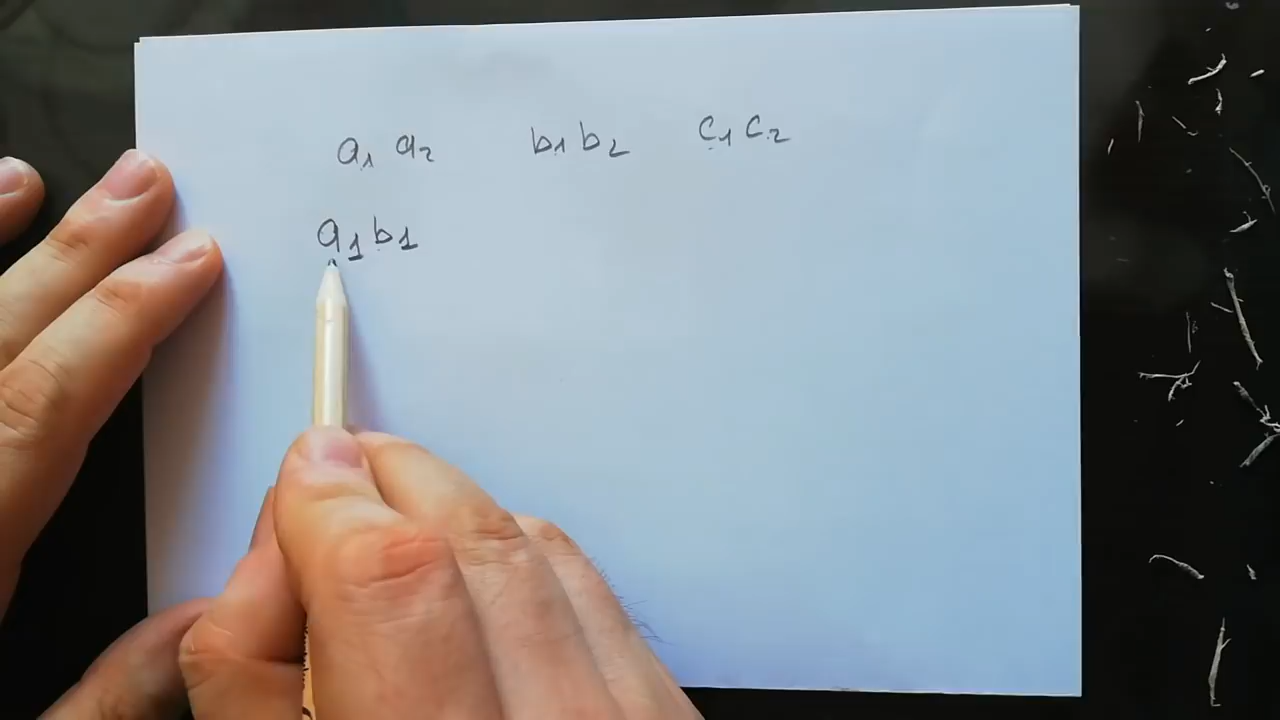 a₁ a₂ b₁ b₂ c₁ c₂
a₁ b₁